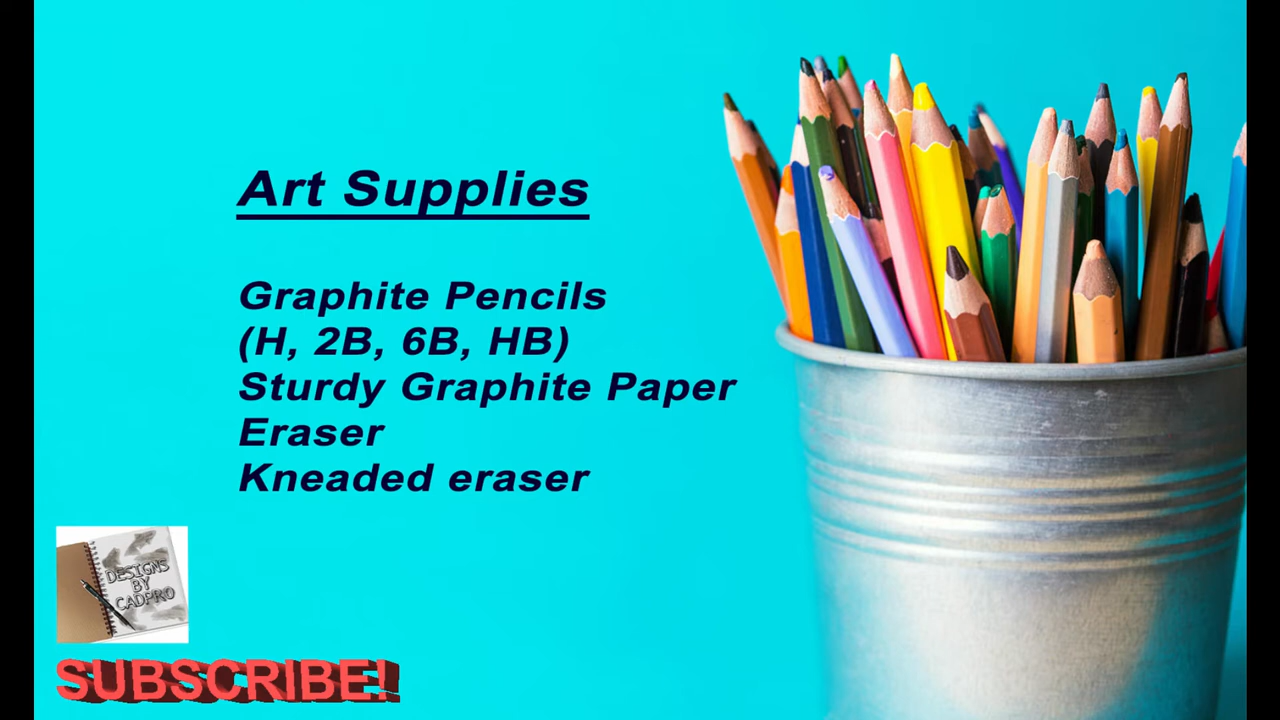 Art Supplies
Graphite Pencils
(H, 2B, 6B, HB)
Sturdy Graphite Paper
Eraser
Kneaded eraser
DESIGNS
BY
CADPRO
SUBSCRIBE!